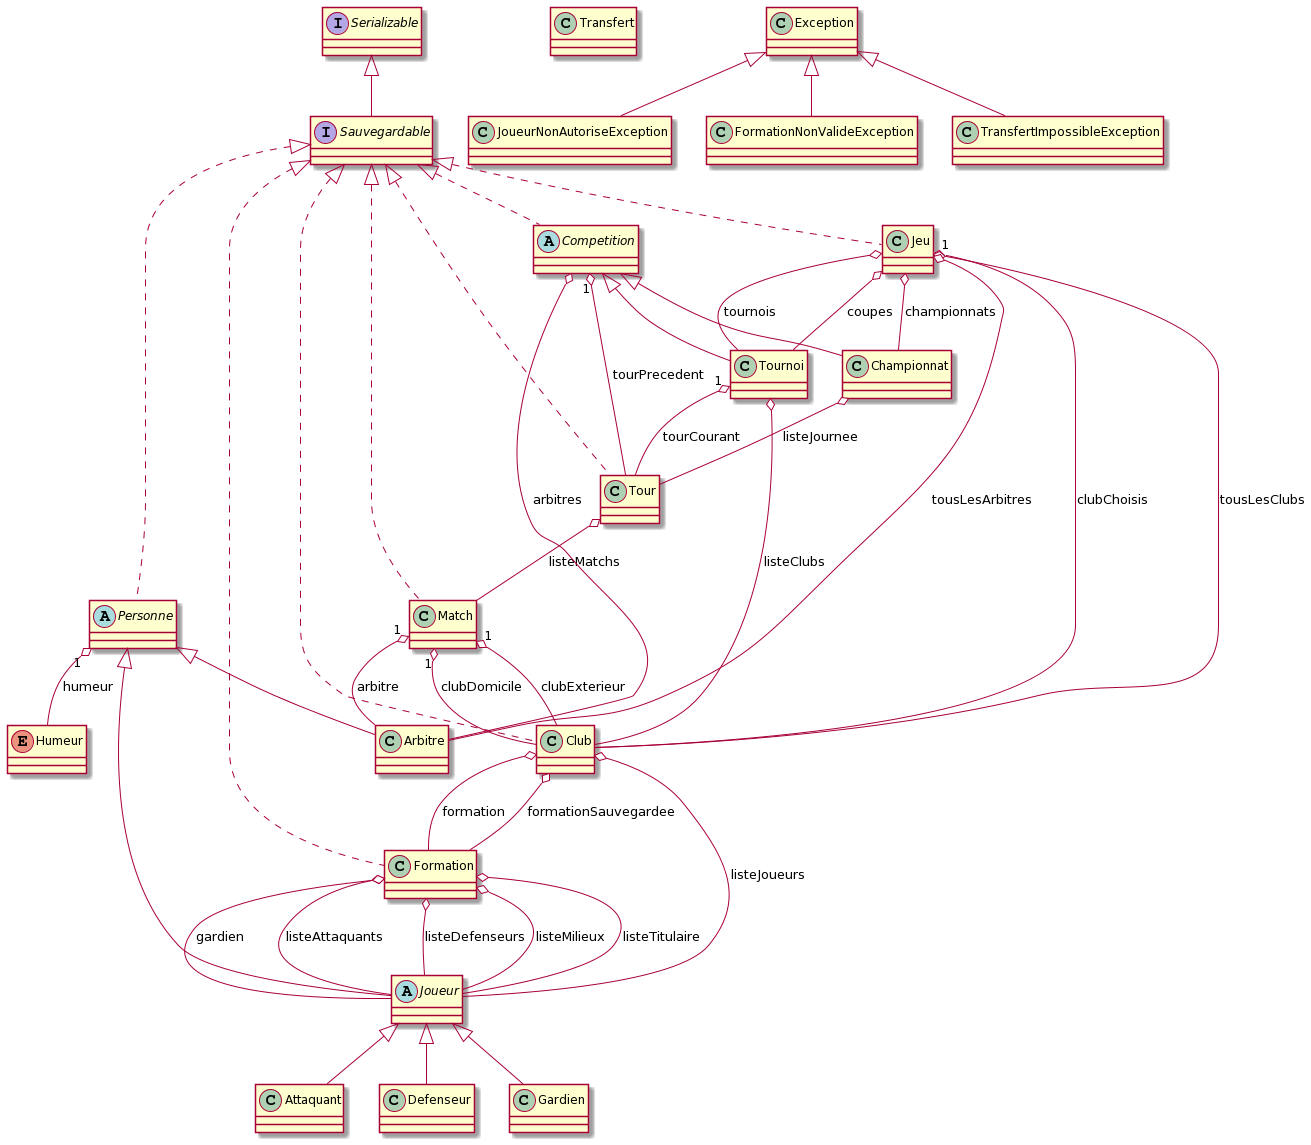 I Serializable
C Transfert
C Exception
I Sauvegardable
C JoueurNonAutoriseException
C FormationNonValideException
C TransfertImpossibleException
A Competition
C Jeu
1
1
tournois
coupes
championnats
C Tournoi
C Championnat
tourPrecedent
1
tourCourant
listeJournee
C Tour
arbitres
tousLesArbitres
clubChoisis
tousLesClubs
listeMatchs
listeClubs
A Personne
C Match
1
1
1
1
humeur
arbitre
clubDomicile
clubExterieur
E Humeur
C Arbitre
C Club
formation
formationSauvegardee
C Formation
listeJoueurs
gardien
listeAttaquants
listeDefenseurs
listeMilieux
listeTitulaire
A Joueur
C Attaquant
C Defenseur
C Gardien